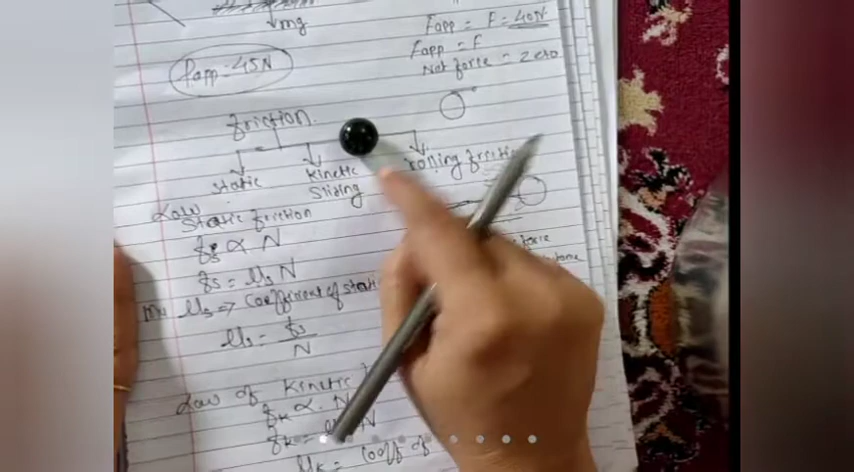 mg
Fapp = F = 40N
Fapp = F
Net force = zero
Fapp = 45N
friction
static
kinetic
sliding
rolling friction
Law
Static friction
fs ∝ N
fs = μs N
μs => Coefficient of static
μs = fs / N
Law of Kinetic
fk ∝ N
fk =
μk = Coeff of